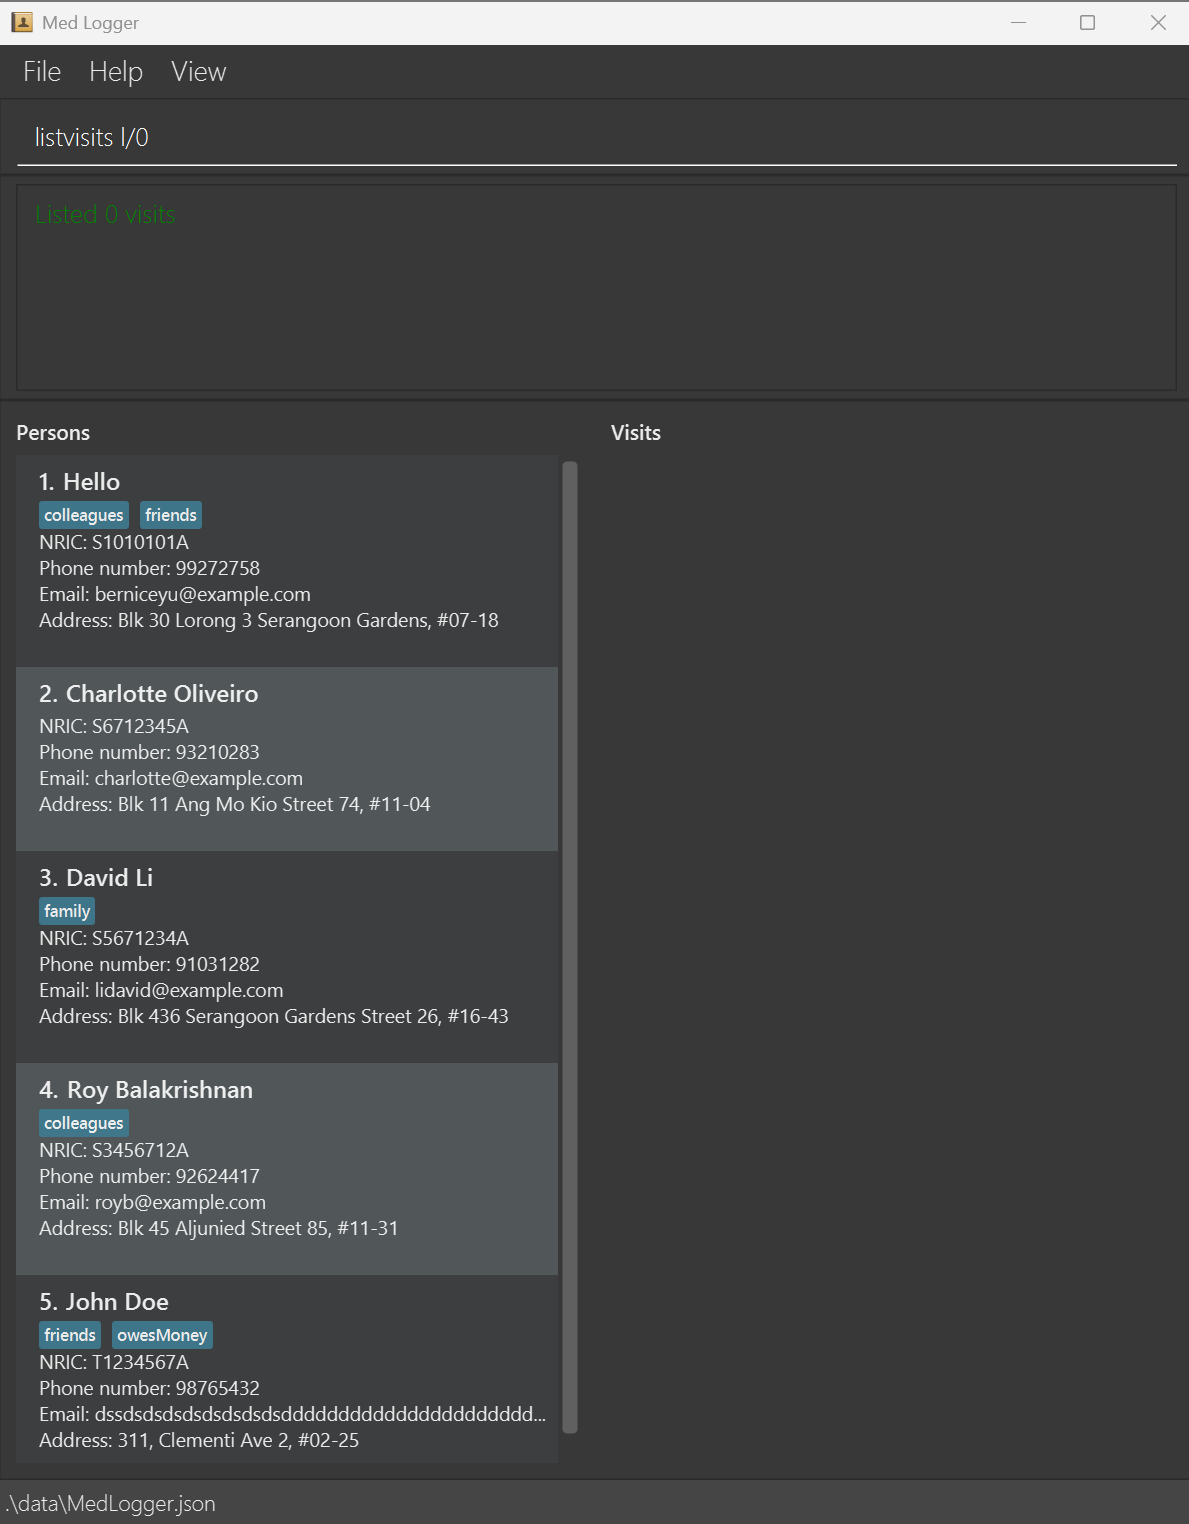 Med Logger
File Help View
listvisits l/0
Listed 0 visits
Persons
1. Hello
colleagues friends
NRIC: S1010101A
Phone number: 99272758
Email: berniceyu@example.com
Address: Blk 30 Lorong 3 Serangoon Gardens, #07-18
2. Charlotte Oliveiro
NRIC: S6712345A
Phone number: 93210283
Email: charlotte@example.com
Address: Blk 11 Ang Mo Kio Street 74, #11-04
3. David Li
family
NRIC: S5671234A
Phone number: 91031282
Email: lidavid@example.com
Address: Blk 436 Serangoon Gardens Street 26, #16-43
4. Roy Balakrishnan
colleagues
NRIC: S3456712A
Phone number: 92624417
Email: royb@example.com
Address: Blk 45 Aljunied Street 85, #11-31
5. John Doe
friends owesMoney
NRIC: T1234567A
Phone number: 98765432
Email: dssdsdsdsdsdsdsdsdsddddddddddddddddddddddd...
Address: 311, Clementi Ave 2, #02-25
Visits
.\data\MedLogger.json